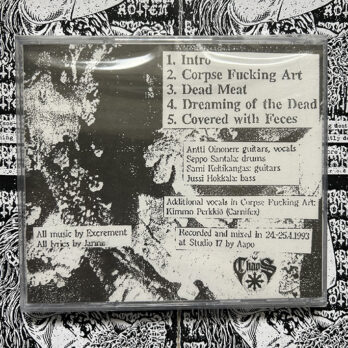 1. Intro
2. Corpse Fucking Art
3. Dead Meat
4. Dreaming of the Dead
5. Covered with Feces
Antti Oinonen: guitars, vocals
Seppo Santala: drums
Sami Keltikangas: guitars
Jussi Hokkala: bass
Additional vocals in Corpse Fucking Art:
Kimmo Perkkiö (Carnifex)
All music by Excrement
All lyrics by Janne
Recorded and mixed in 24.-25.4.1993
at Studio 17 by Aapo
Chaos